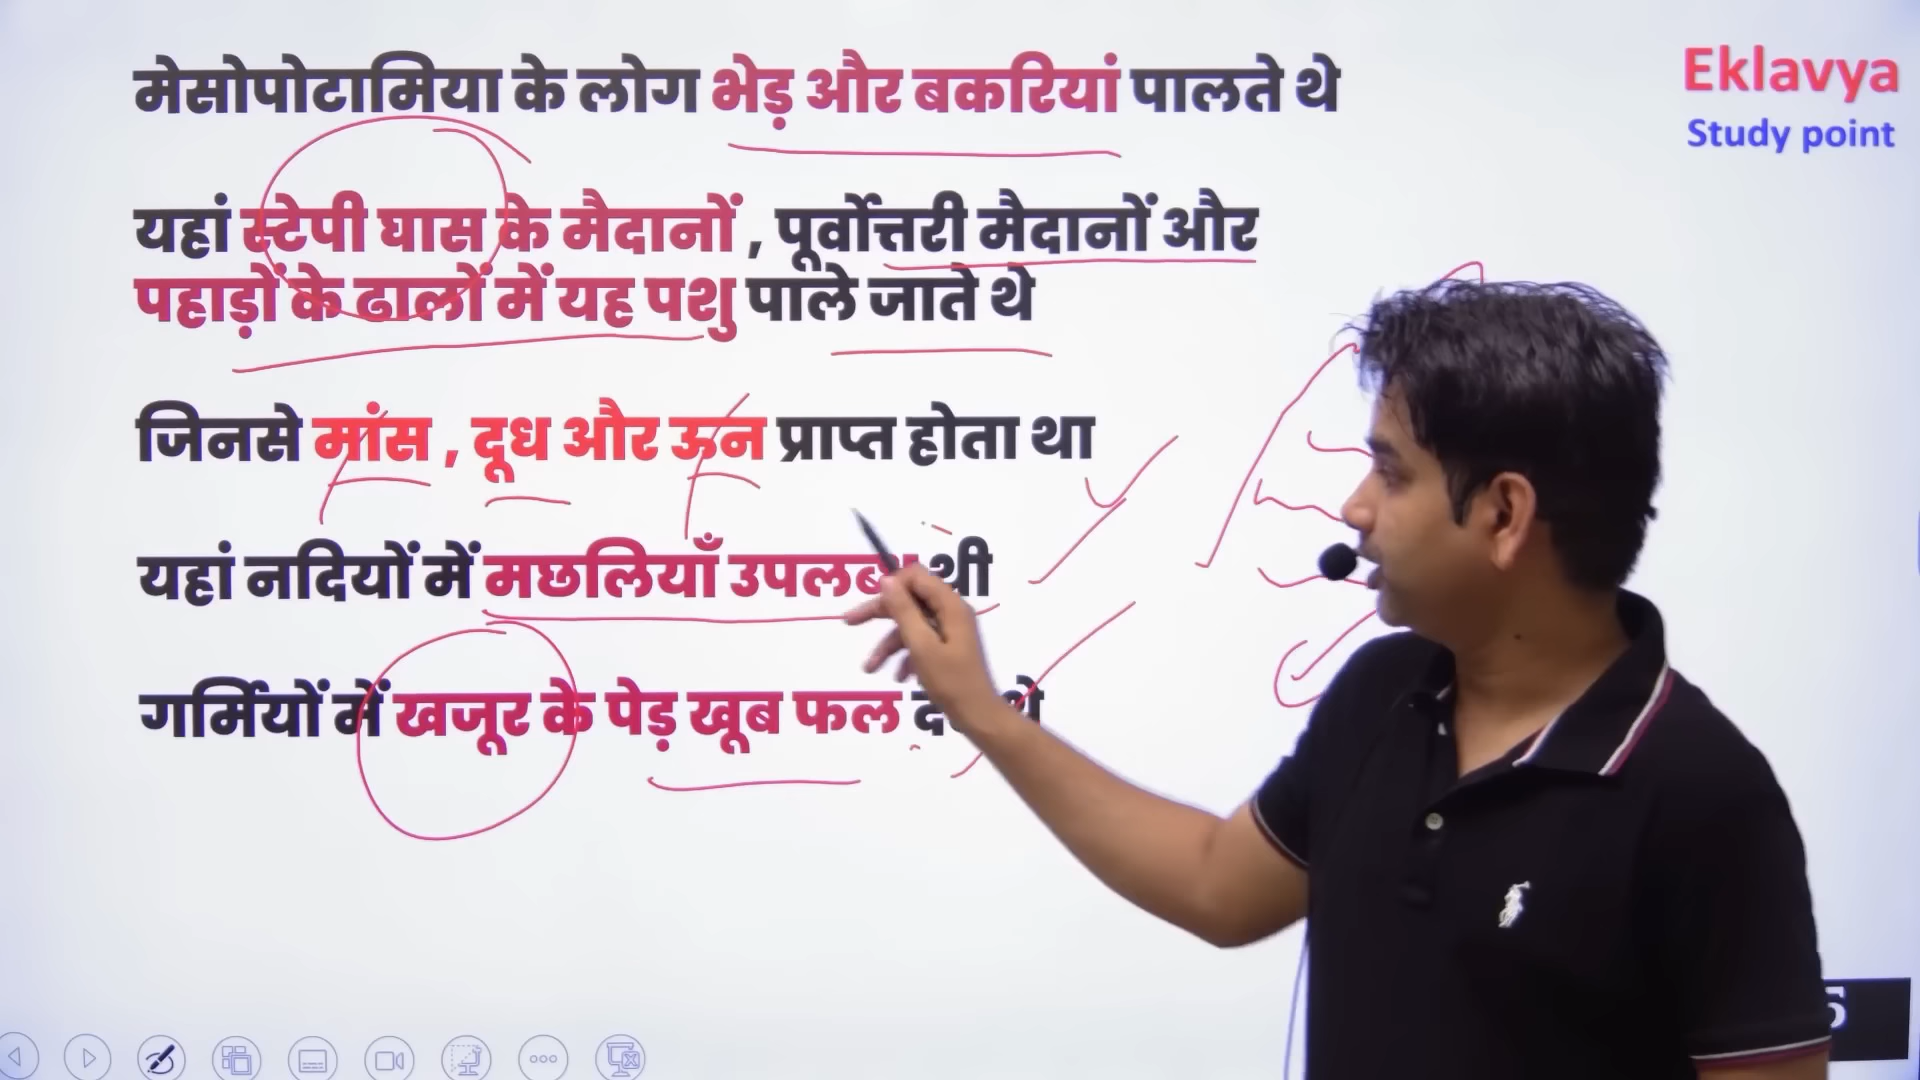 मेसोपोटामिया के लोग भेड़ और बकरियां पालते थे
Eklavya
Study point
यहां स्टेपी घास के मैदानों , पूर्वोत्तरी मैदानों और
पहाड़ों के ढालों में यह पशु पाले जाते थे
जिनसे मांस , दूध और ऊन प्राप्त होता था
यहां नदियों में मछलियाँ थी
गर्मियों में खजूर के पेड़ खूब फल